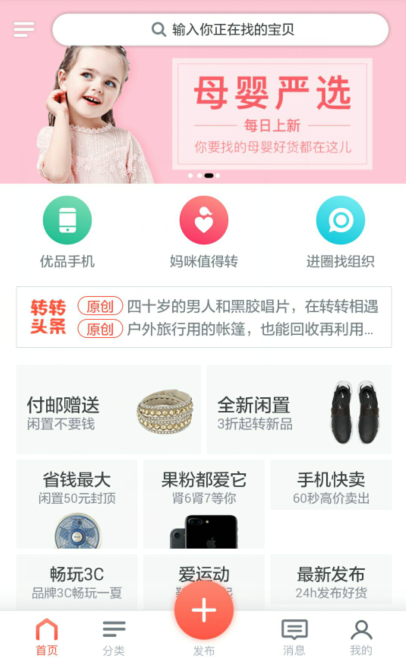 输入你正在找的宝贝
母婴严选
每日上新
你要找的母婴好货都在这儿
优品手机
妈咪值得转
进圈找组织
转转头条
原创 四十岁的男人和黑胶唱片，在转转相遇
原创 户外旅行用的帐篷，也能回收再利用...
付邮赠送
闲置不要钱
全新闲置
3折起转新品
省钱最大
闲置50元封顶
果粉都爱它
肾6肾7等你
手机快卖
60秒高价卖出
畅玩3C
品牌3C畅玩一夏
爱运动
最新发布
24h发布好货
首页
分类
发布
消息
我的